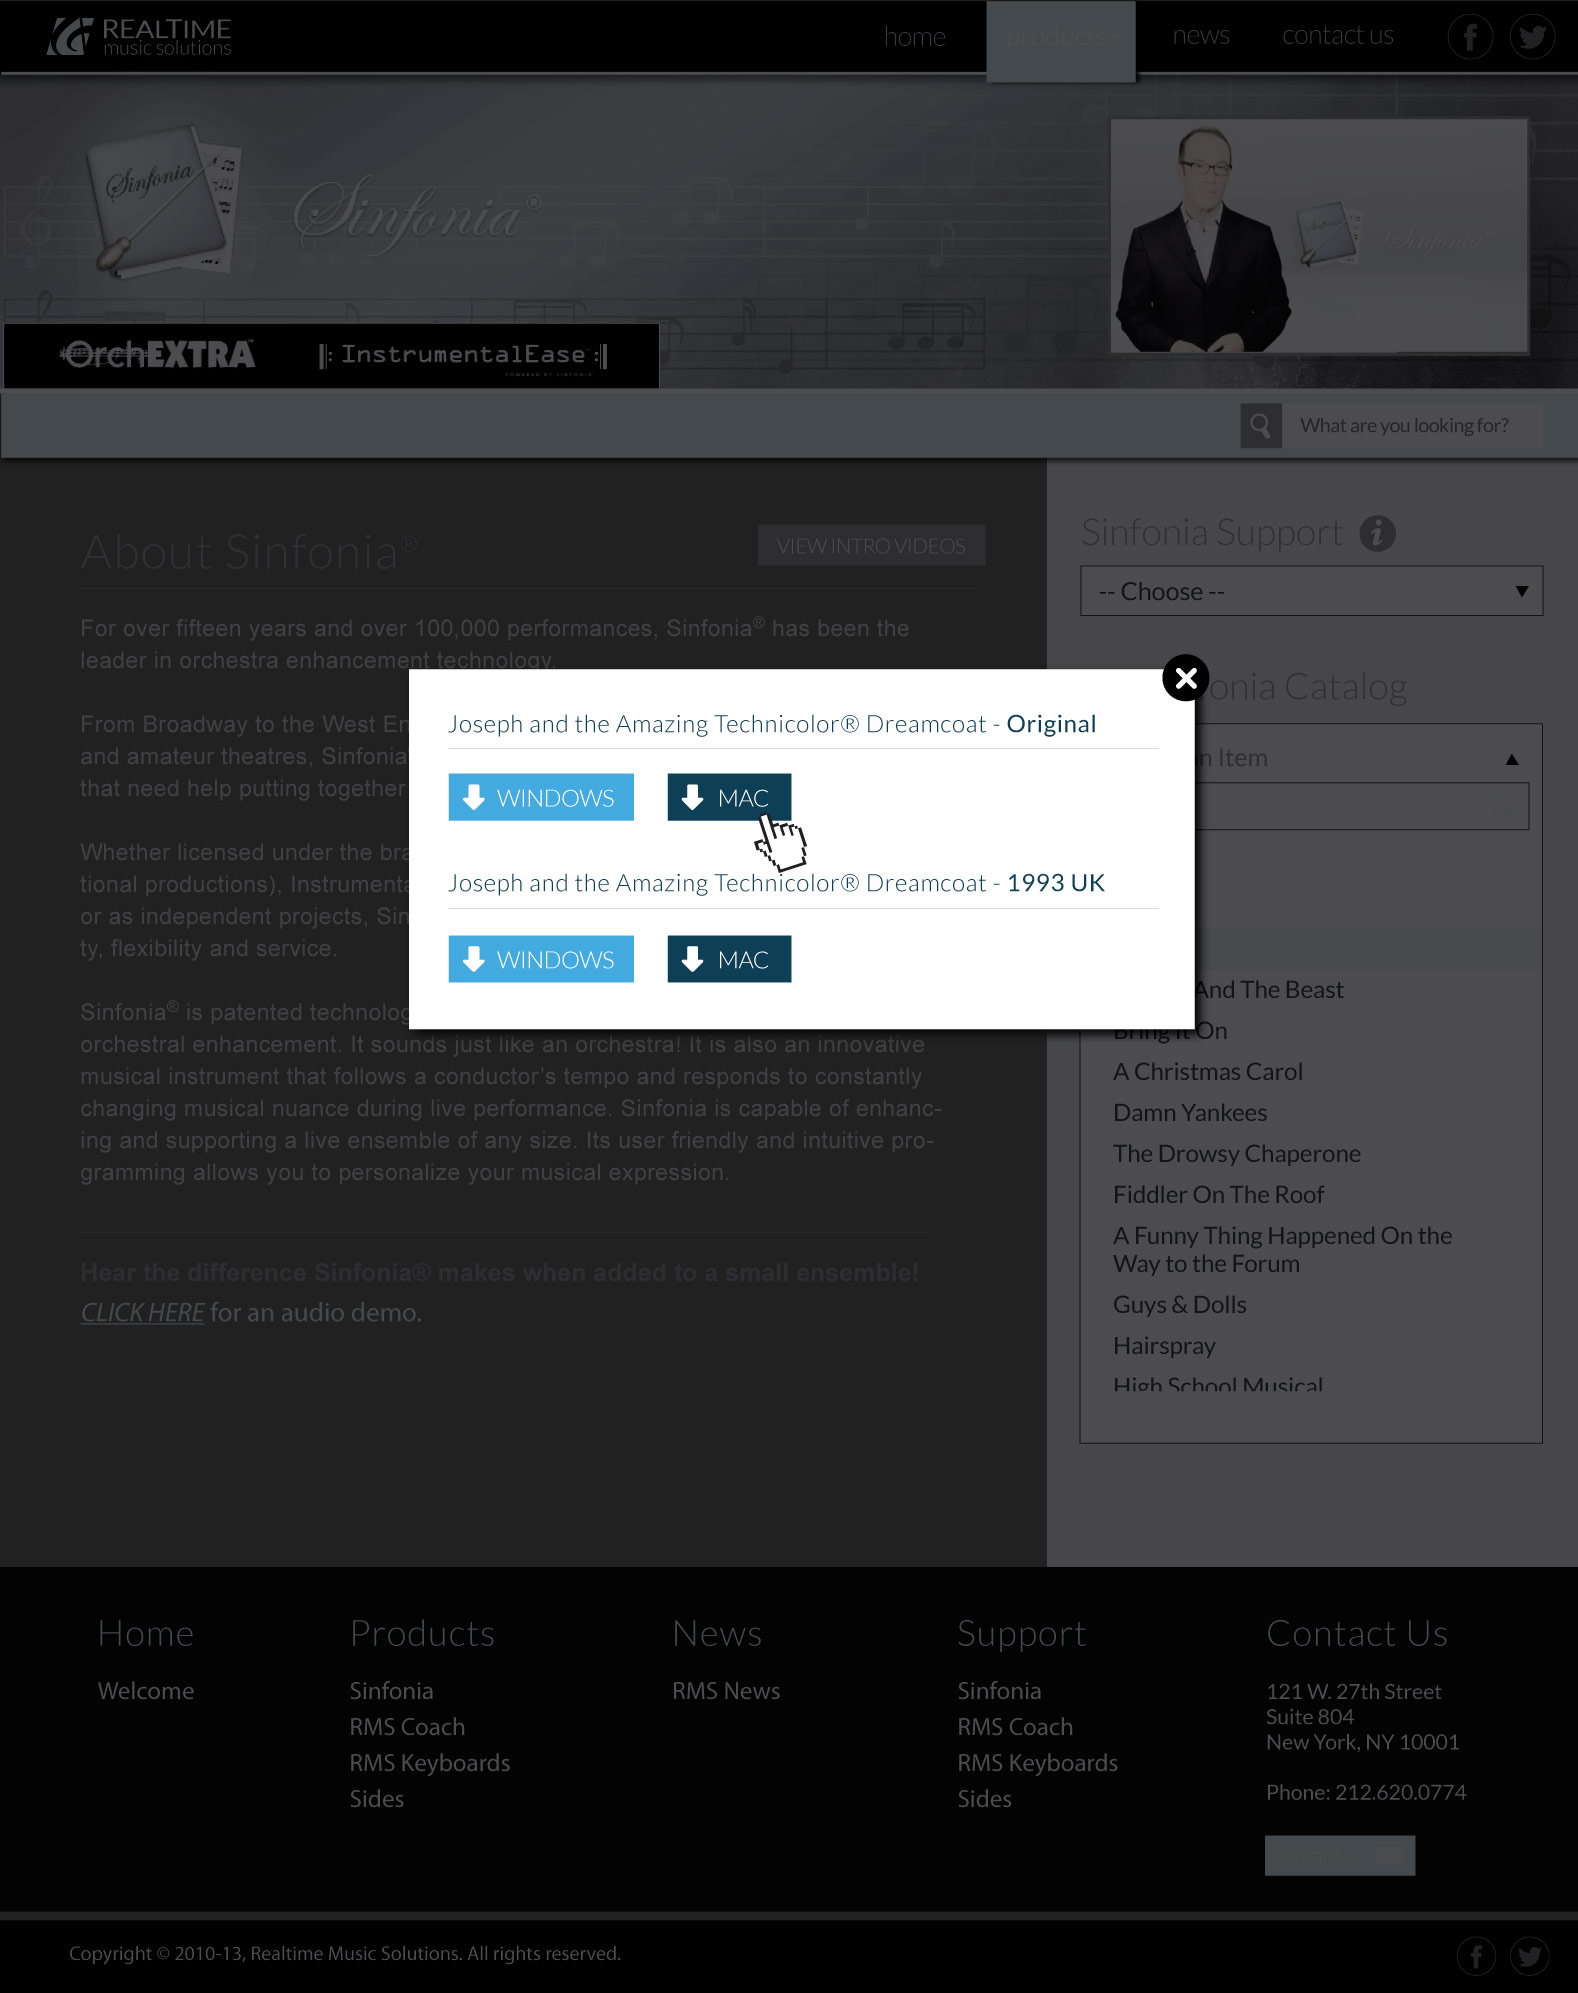 REALTIME
music solutions
home
products
news
contact us
Sinfonia
Sinfonia®
Sinfonia
Sinfonia
OrchEXTRA
InstrumentalEase
POWERED BY SINFONIA
What are you looking for?
About Sinfonia®
VIEW INTRO VIDEOS
For over fifteen years and over 100,000 performances, Sinfonia® has been the
leader in orchestra enhancement technology.
From Broadway to the West En
and amateur theatres, Sinfonia
that need help putting together
Whether licensed under the bra
tional productions), Instrumenta
or as independent projects, Sin
ty, flexibility and service.
Sinfonia® is patented technolog
orchestral enhancement. It sounds just like an orchestra! It is also an innovative
musical instrument that follows a conductor's tempo and responds to constantly
changing musical nuance during live performance. Sinfonia is capable of enhanc-
ing and supporting a live ensemble of any size. Its user friendly and intuitive pro-
gramming allows you to personalize your musical expression.
Hear the difference Sinfonia® makes when added to a small ensemble!
CLICK HERE for an audio demo.
Joseph and the Amazing Technicolor® Dreamcoat - Original
WINDOWS
MAC
Joseph and the Amazing Technicolor® Dreamcoat - 1993 UK
WINDOWS
MAC
Sinfonia Support
-- Choose --
onia Catalog
n Item
And The Beast
Bring It On
A Christmas Carol
Damn Yankees
The Drowsy Chaperone
Fiddler On The Roof
A Funny Thing Happened On the
Way to the Forum
Guys & Dolls
Hairspray
High School Musical
Home
Welcome
Products
Sinfonia
RMS Coach
RMS Keyboards
Sides
News
RMS News
Support
Sinfonia
RMS Coach
RMS Keyboards
Sides
Contact Us
121 W. 27th Street
Suite 804
New York, NY 10001
Phone: 212.620.0774
Email Us
Copyright © 2010-13, Realtime Music Solutions. All rights reserved.